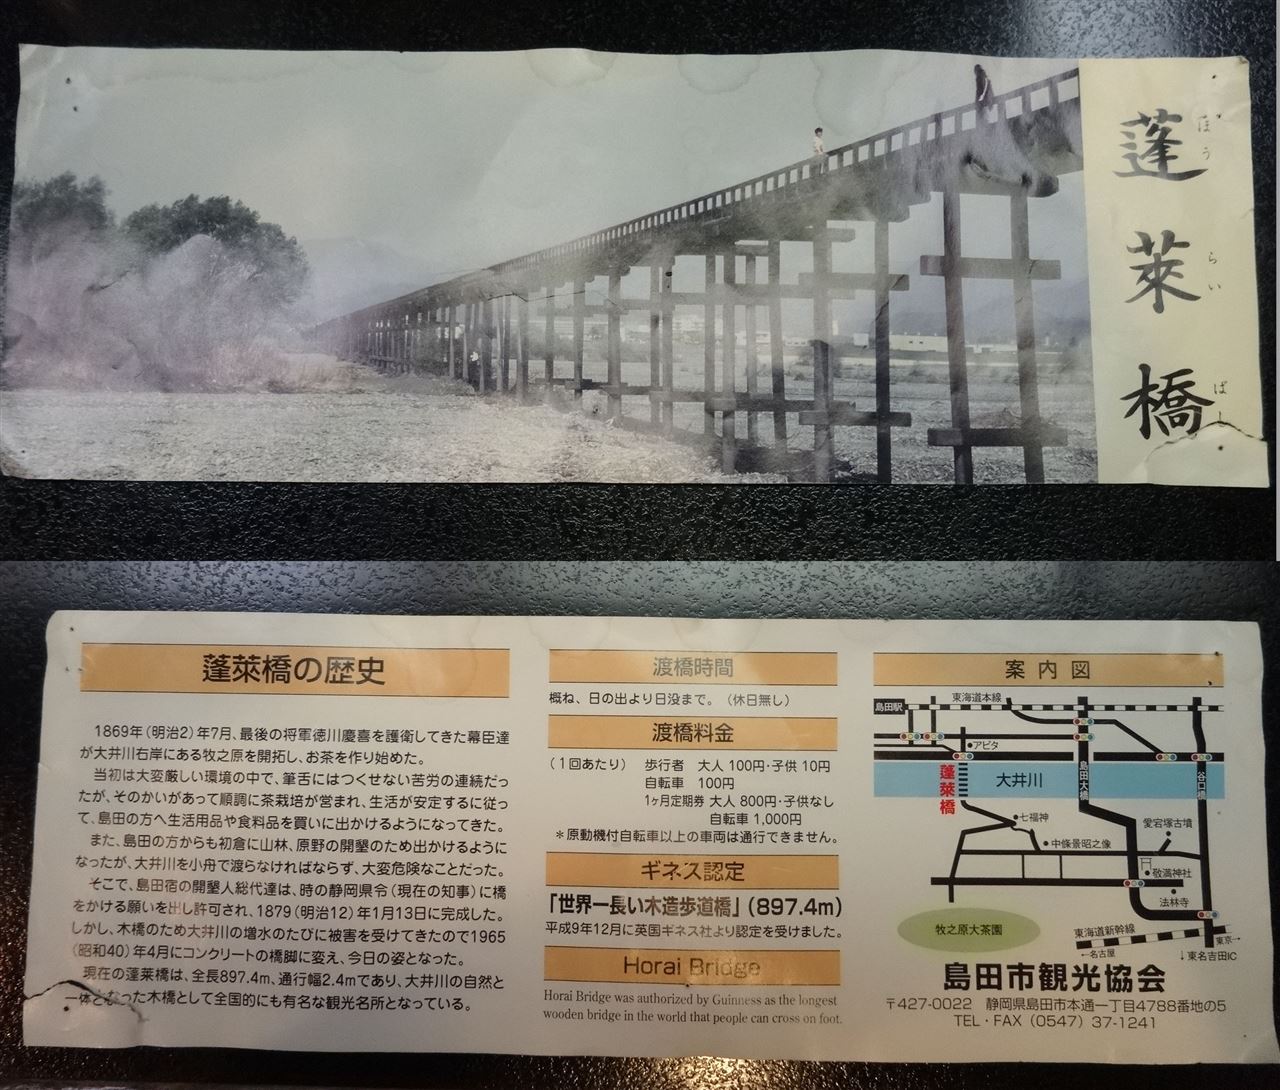 蓬萊橋
ほうらいばし
蓬萊橋の歴史
1869年(明治2)年7月、最後の将軍徳川慶喜を護衛してきた幕臣達
が大井川右岸にある牧之原を開拓し、お茶を作り始めた。
当初は大変厳しい環境の中で、筆舌にはつくせない苦労の連続だっ
たが、そのかいがあって順調に茶栽培が営まれ、生活が安定するに従っ
て、島田の方へ生活用品や食料品を買いに出かけるようになってきた。
また、島田の方からも初倉に山林、原野の開墾のため出かけるように
なったが、大井川を小舟で渡らなければならず、大変危険なことだった。
そこで、島田宿の開墾人総代達は、時の静岡県令(現在の知事)に橋
をかける願いを出し許可され、1879(明治12)年1月13日に完成した。
しかし、木橋のため大井川の増水のたびに被害を受けてきたので1965
(昭和40)年4月にコンクリートの橋脚に変え、今日の姿となった。
現在の蓬莱橋は、全長897.4m、通行幅2.4mであり、大井川の自然と
一体となった木橋として全国的にも有名な観光名所となっている。
渡橋時間
概ね、日の出より日没まで。(休日無し)
渡橋料金
(1回あたり) 歩行者 大人 100円・子供 10円
自転車 100円
1ヶ月定期券 大人 800円・子供なし
自転車 1,000円
＊原動機付自転車以上の車両は通行できません。
ギネス認定
「世界一長い木造歩道橋」(897.4m)
平成9年12月に英国ギネス社より認定を受けました。
Horai Bridge
Horai Bridge was authorized by Guinness as the longest
wooden bridge in the world that people can cross on foot.
案内図
島田駅
東海道本線
アピタ
蓬萊橋
大井川
島田大橋
谷口橋
七福神
愛宕塚古墳
中條景昭之像
敬満神社
法林寺
牧之原大茶園
東海道新幹線
←名古屋
東京→
↓東名吉田IC
島田市観光協会
〒427-0022 静岡県島田市本通一丁目4788番地の5
TEL・FAX (0547) 37-1241